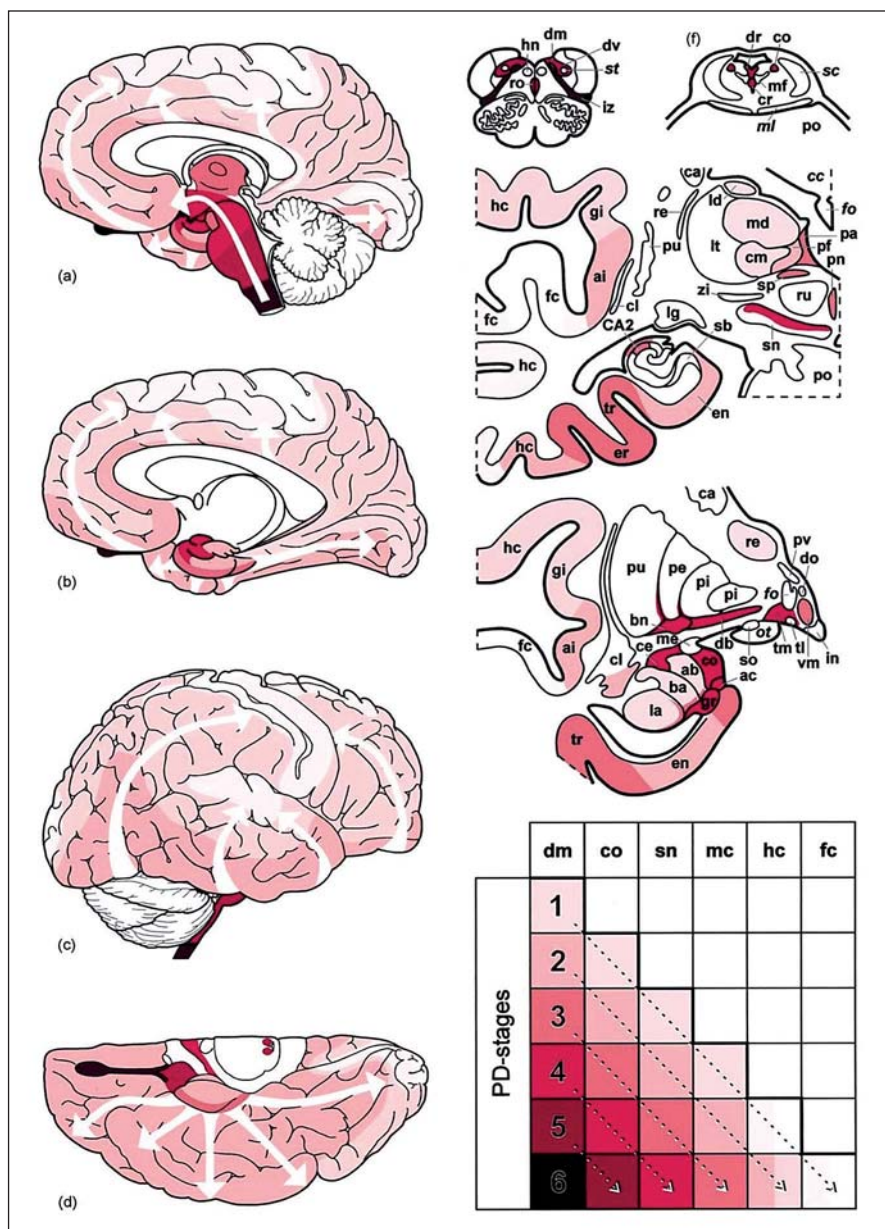 (a)
(b)
(c)
(d)
hn dm dv
ro st
iz
(f) dr co
sc
mf
cr
ml po
hc gi ca re pu ld cc fo
md pa
lt pf
cm pn
ai sp
fc cl zi ru
fc CA2 lg sb sn
hc po
tr en
hc er
ca
hc re pv
gi pu pe pi do
pi fo
bn
me
fc ai ce db so ot tm tl vm in
cl ab co ac
ba
la gr
tr en
dm co sn mc hc fc
PD-stages
1
2
3
4
5
6